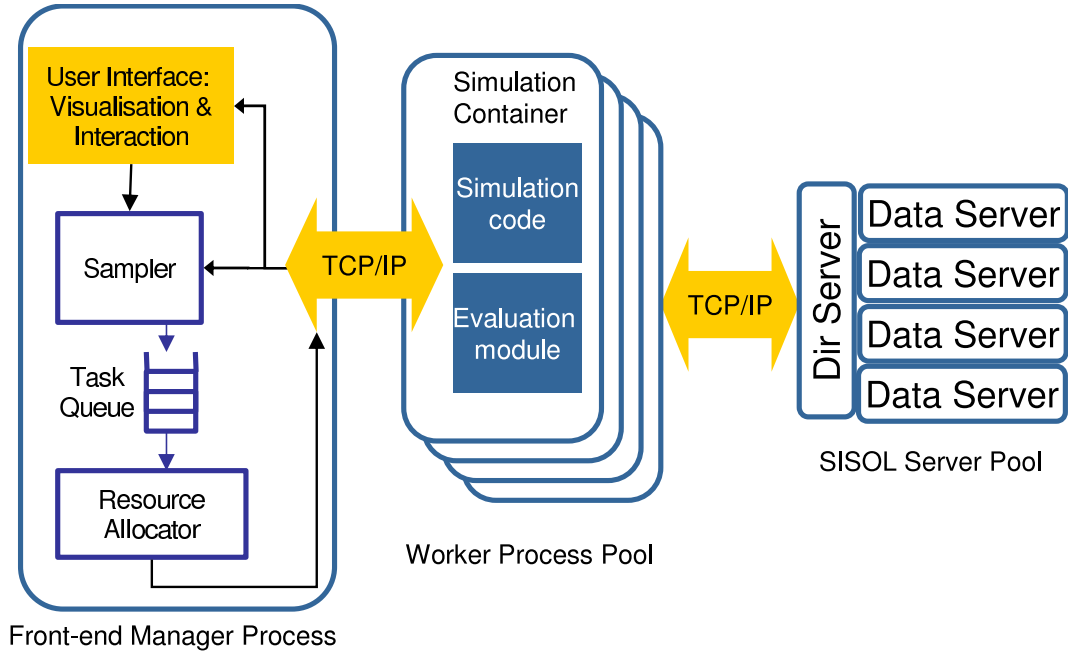 User Interface:
Visualisation &
Interaction
Sampler
Task
Queue
Resource
Allocator
Front-end Manager Process
TCP/IP
Simulation
Container
Simulation
code
Evaluation
module
Worker Process Pool
TCP/IP
Dir Server
Data Server
Data Server
Data Server
Data Server
SISOL Server Pool